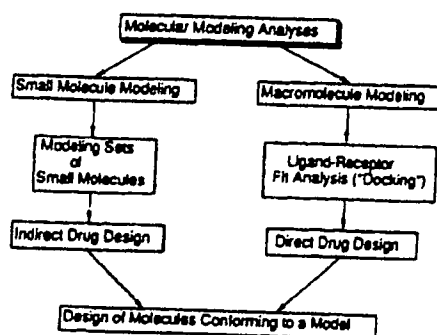 Molecular Modeling Analyses
Small Molecule Modeling
Macromolecule Modeling
Modeling Sets
of
Small Molecules
Ligand-Receptor
Fit Analysis ("Docking")
Indirect Drug Design
Direct Drug Design
Design of Molecules Conforming to a Model